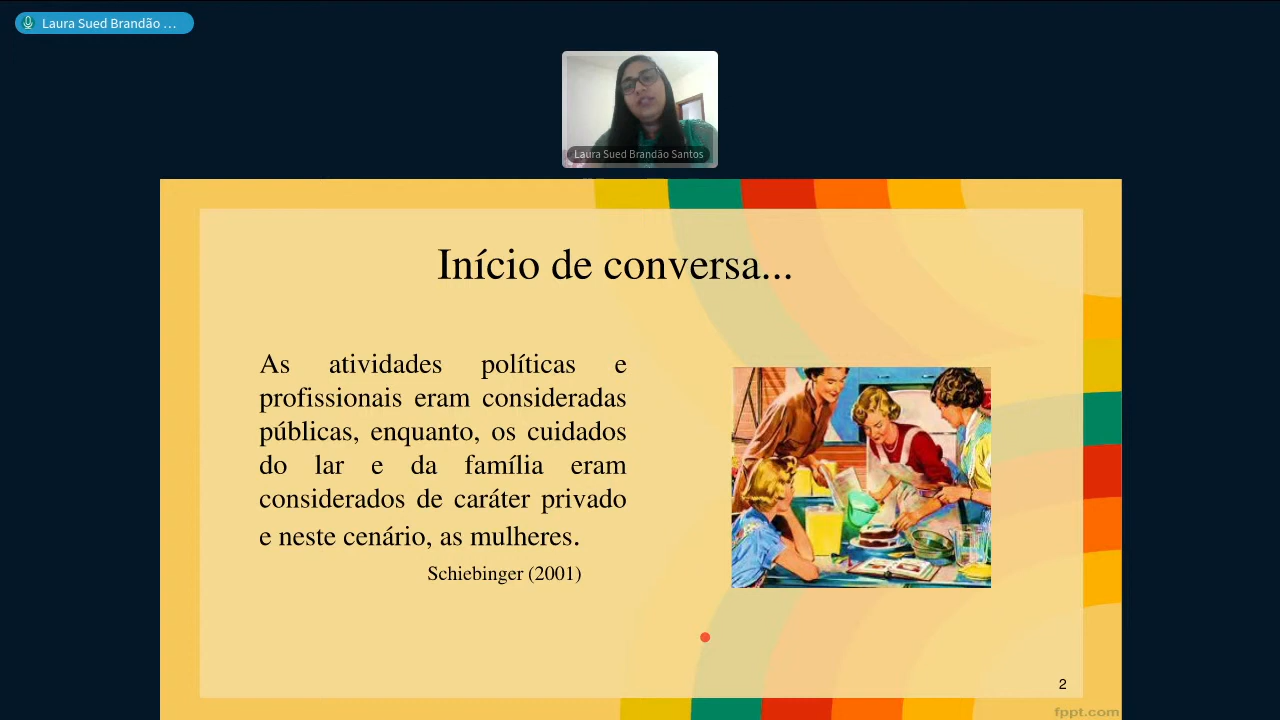 Laura Sued Brandão ...
Laura Sued Brandão Santos
Início de conversa...
As atividades políticas e
profissionais eram consideradas
públicas, enquanto, os cuidados
do lar e da família eram
considerados de caráter privado
e neste cenário, as mulheres.
Schiebinger (2001)
2
fppt.com